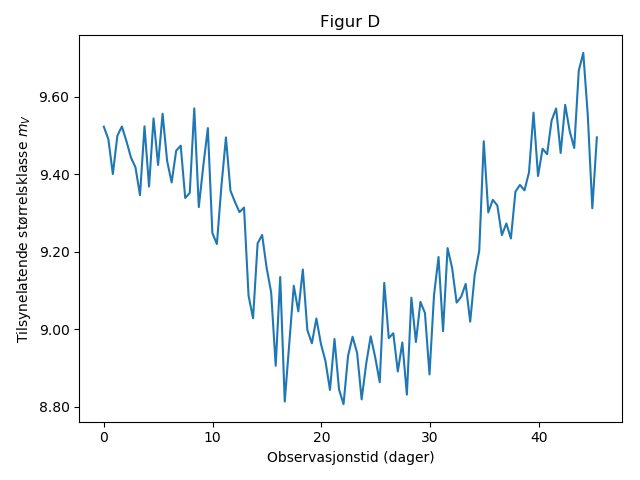 Figur D
Tilsynelatende størrelsklasse $m_V$
9.60
9.40
9.20
9.00
8.80
0 10 20 30 40
Observasjonstid (dager)